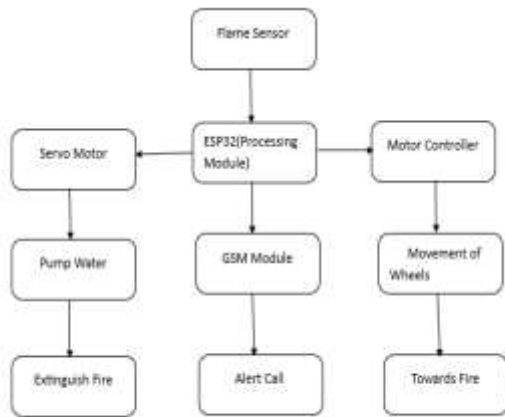 Flame Sensor
ESP32(Processing
Module)
Servo Motor
Motor Controller
Pump Water
GSM Module
Movement of
Wheels
Extinguish Fire
Alert Call
Towards Fire